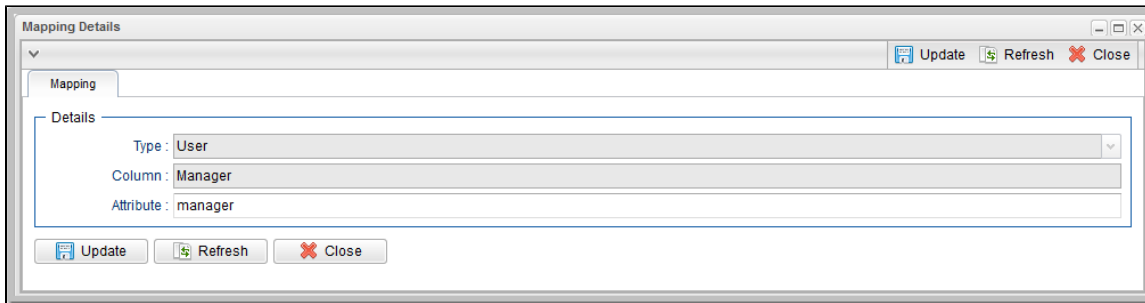 Mapping Details
Update Refresh Close
Mapping
Details
Type : User
Column : Manager
Attribute : manager
Update Refresh Close